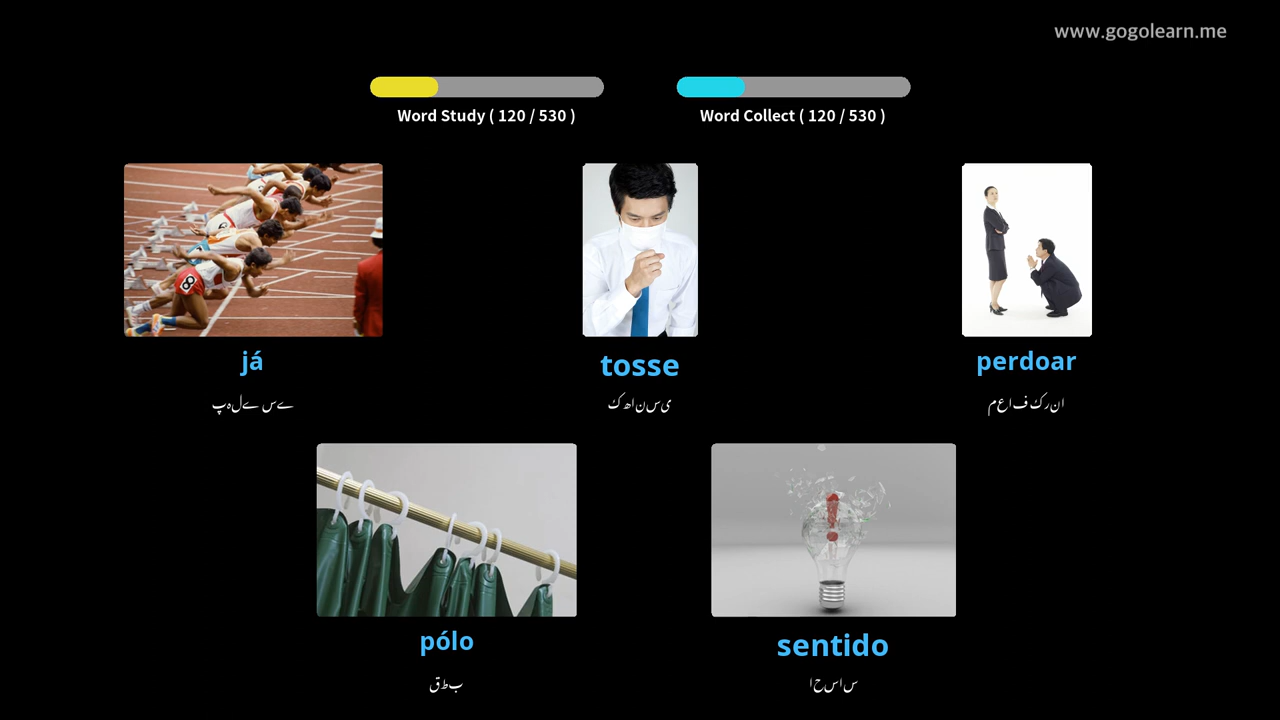 www.gogolearn.me
Word Study ( 120 / 530 )
Word Collect ( 120 / 530 )
já
tosse
perdoar
پہلے سے
کھانسی
معاف کرنا
pólo
sentido
قطب
احساس